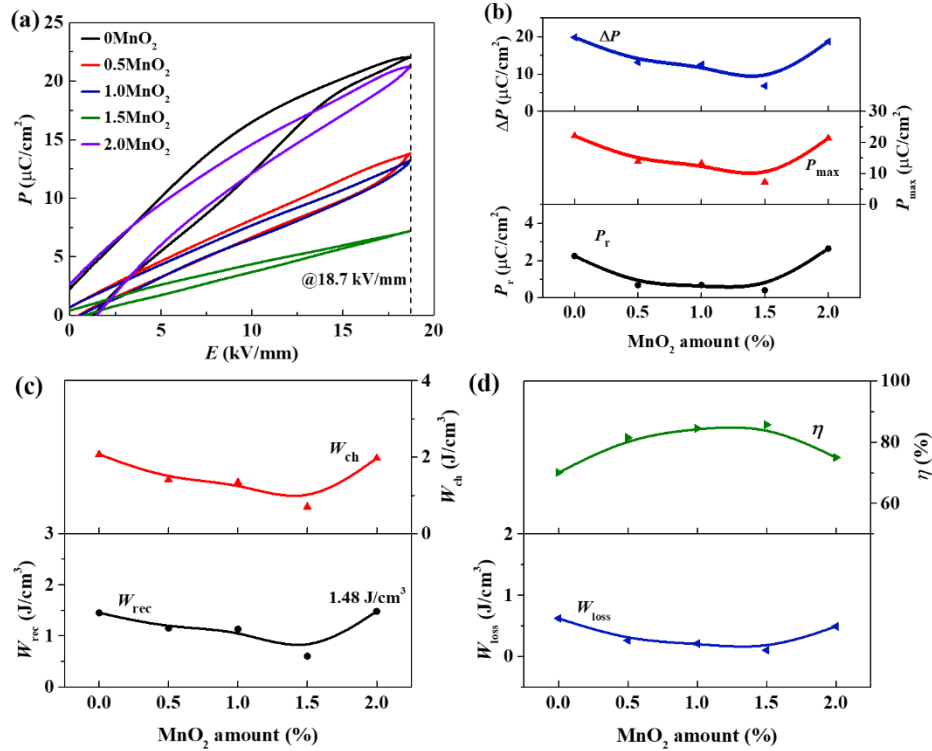 (a)
25
20
15
10
5
0
P (μC/cm²)
0MnO₂
0.5MnO₂
1.0MnO₂
1.5MnO₂
2.0MnO₂
@18.7 kV/mm
0 5 10 15 20
E (kV/mm)
(b)
20
10
0
ΔP (μC/cm²)
ΔP
30
20
10
0
Pmax (μC/cm²)
Pmax
4
2
0
Pr (μC/cm²)
Pr
0.0 0.5 1.0 1.5 2.0
MnO₂ amount (%)
(c)
4
2
0
Wch (J/cm³)
Wch
3
2
1
0
Wrec (J/cm³)
Wrec
1.48 J/cm³
0.0 0.5 1.0 1.5 2.0
MnO₂ amount (%)
(d)
100
80
60
η (%)
η
2
1
0
Wloss (J/cm³)
Wloss
0.0 0.5 1.0 1.5 2.0
MnO₂ amount (%)